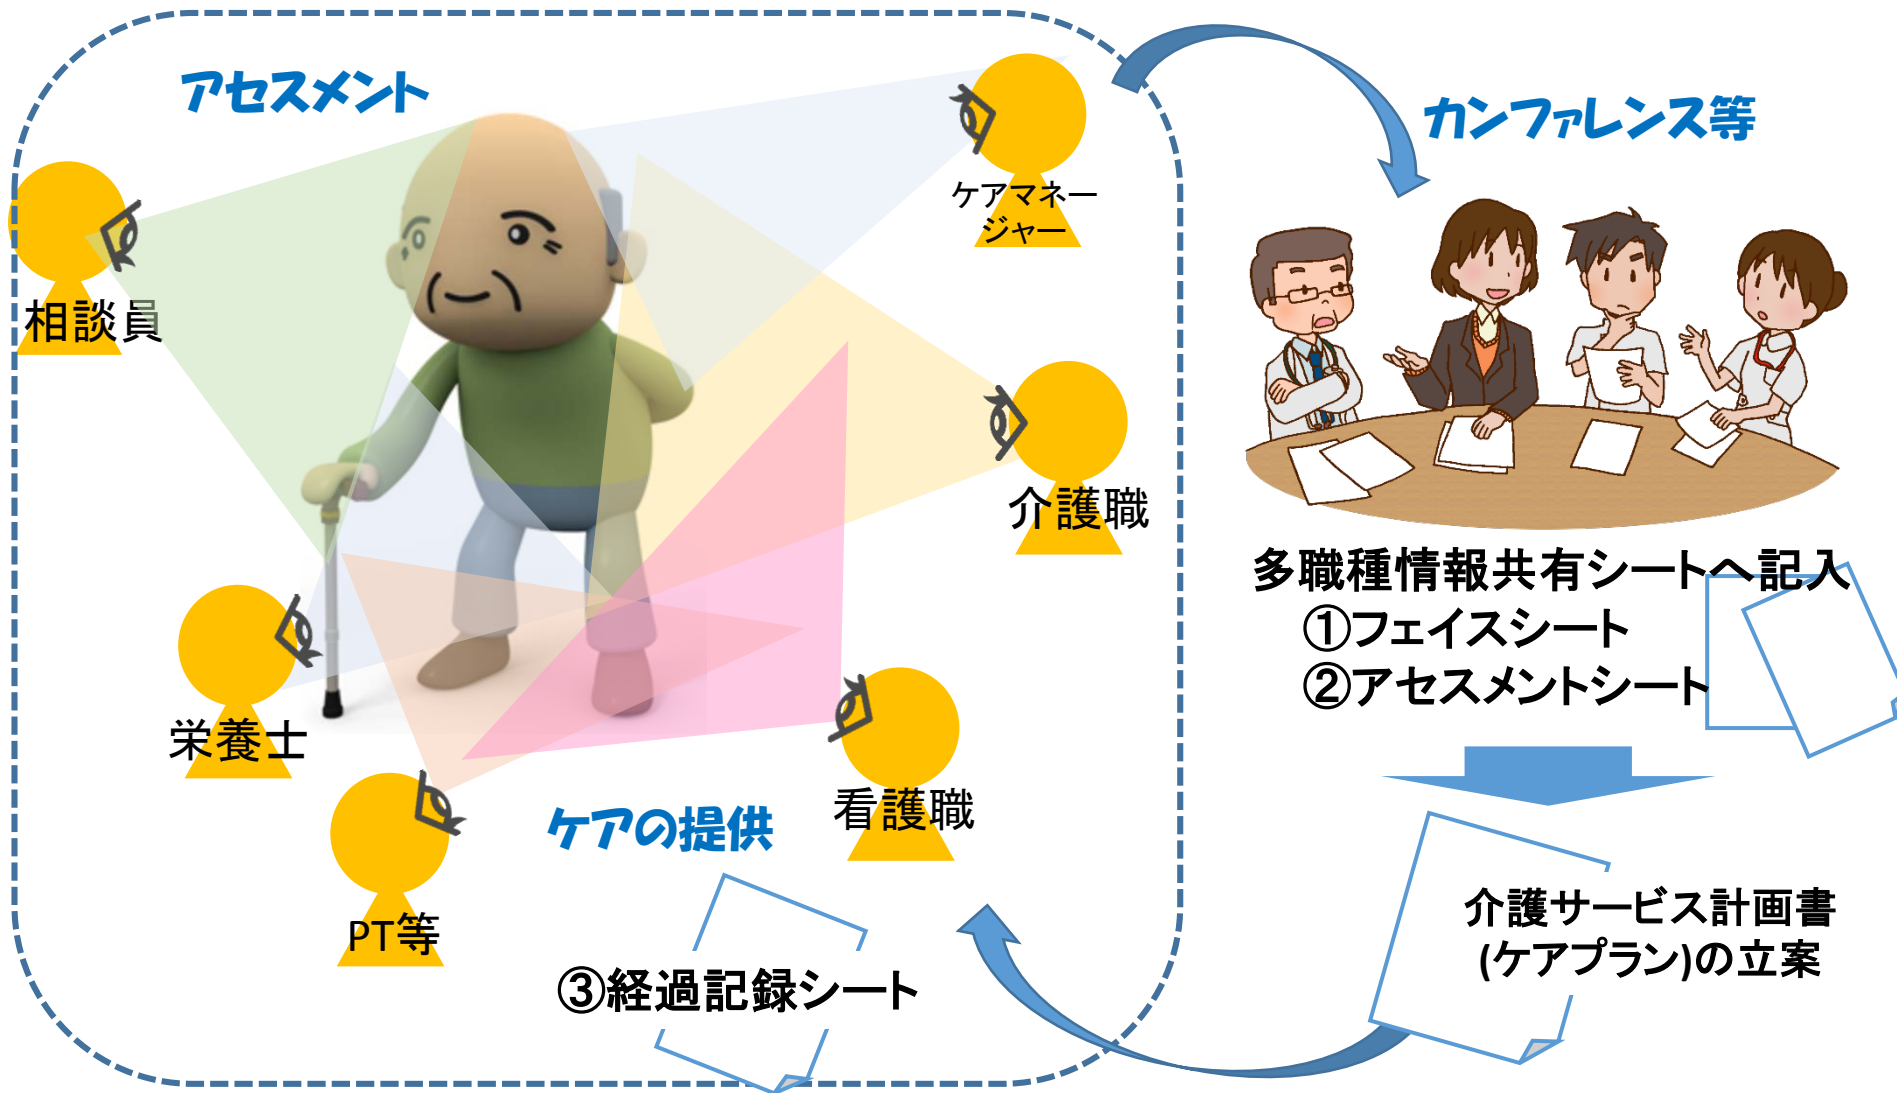 アセスメント
相談員
ケアマネー
ジャー
介護職
栄養士
看護職
PT等
ケアの提供
③経過記録シート
カンファレンス等
多職種情報共有シートへ記入
①フェイスシート
②アセスメントシート
介護サービス計画書
(ケアプラン)の立案